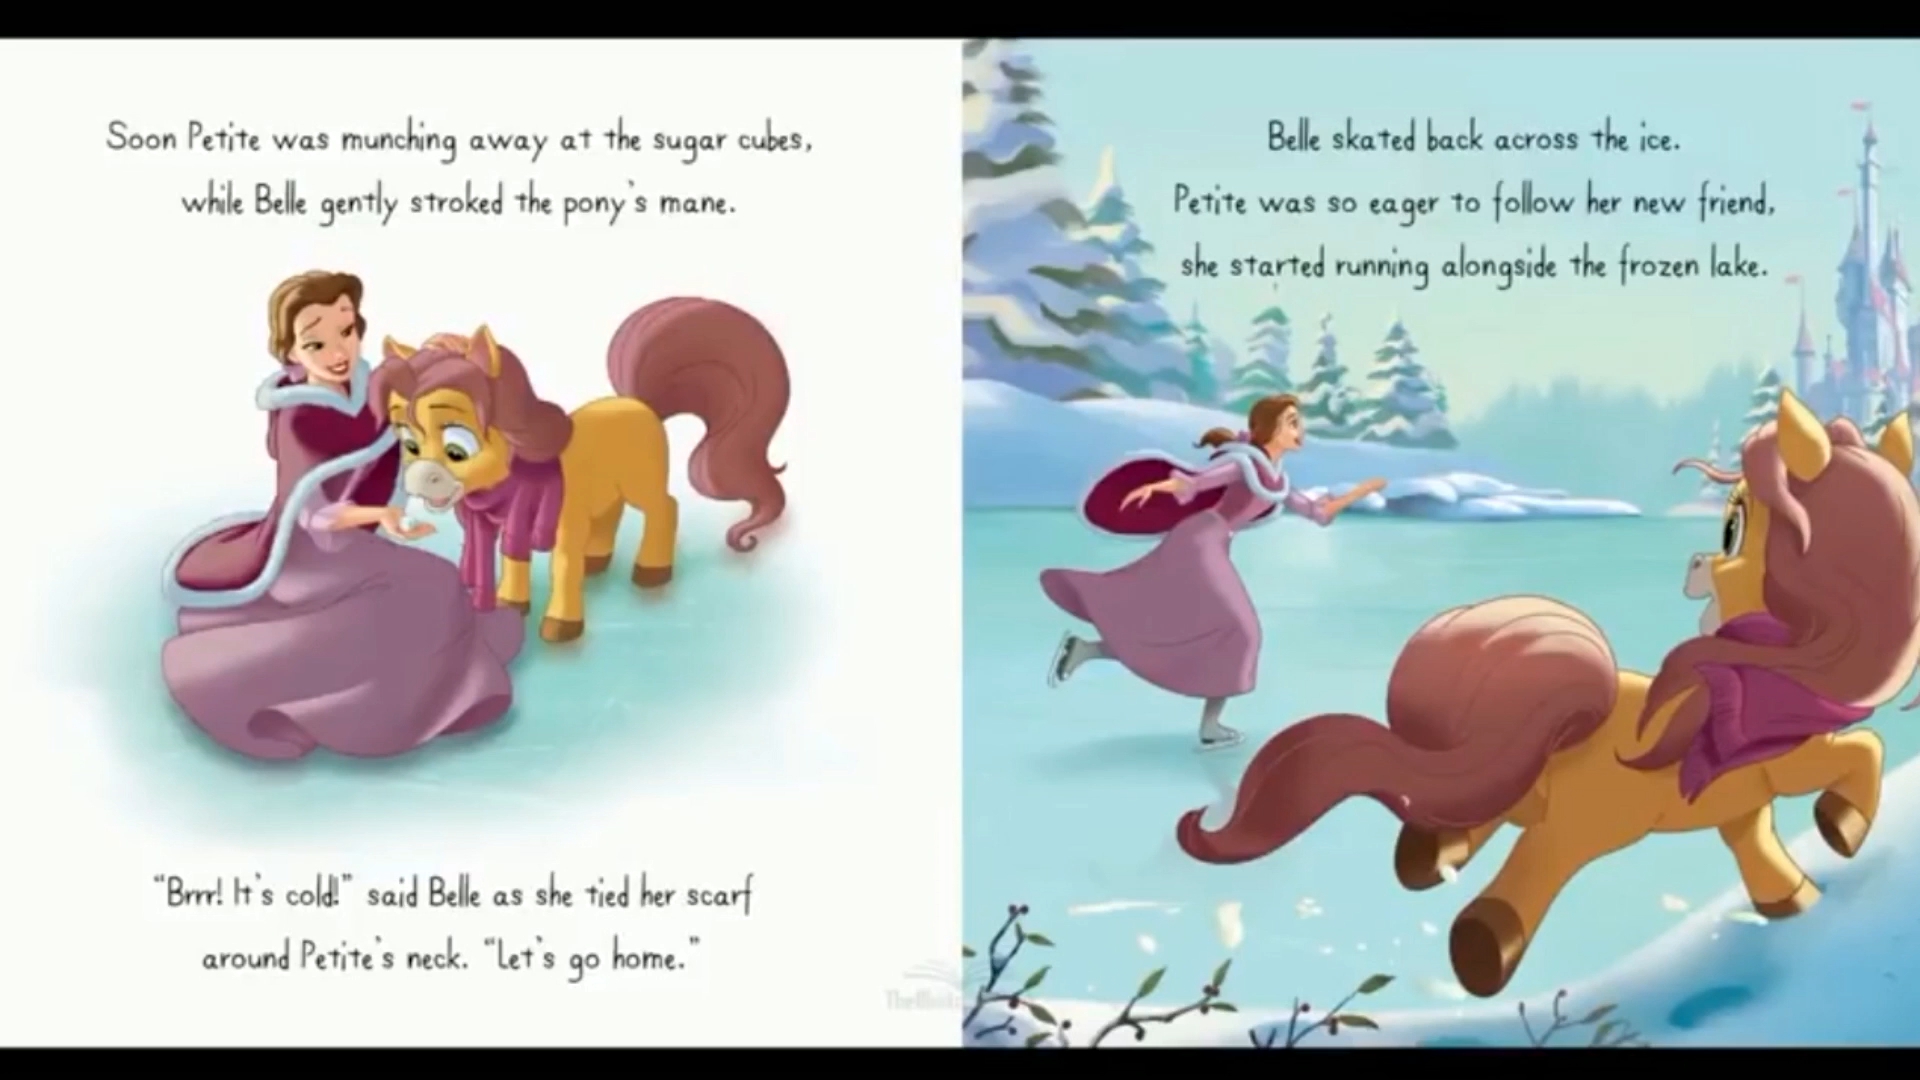 Soon Petite was munching away at the sugar cubes,
while Belle gently stroked the pony's mane.
"Brrr! It's cold!" said Belle as she tied her scarf
around Petite's neck. "Let's go home."
Belle skated back across the ice.
Petite was so eager to follow her new friend,
she started running alongside the frozen lake.